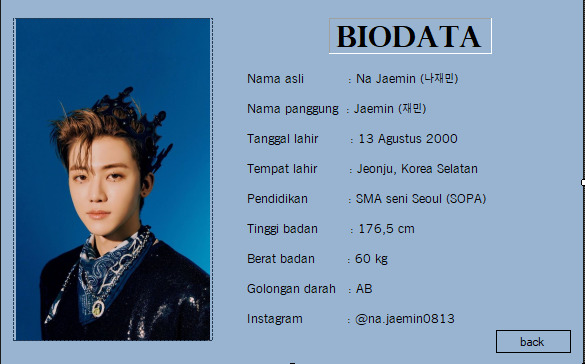 BIODATA
Nama asli : Na Jaemin (나재민)
Nama panggung : Jaemin (재민)
Tanggal lahir : 13 Agustus 2000
Tempat lahir : Jeonju, Korea Selatan
Pendidikan : SMA seni Seoul (SOPA)
Tinggi badan : 176,5 cm
Berat badan : 60 kg
Golongan darah : AB
Instagram : @na.jaemin0813
back